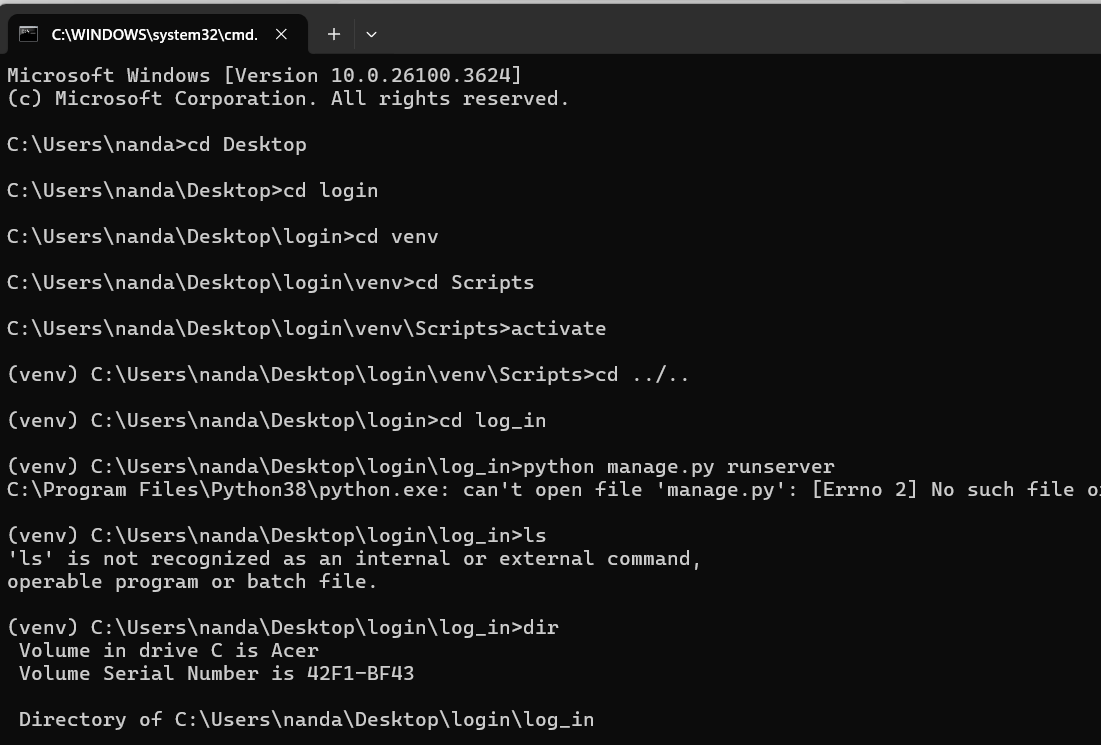 C:\WINDOWS\system32\cmd.
Microsoft Windows [Version 10.0.26100.3624]
(c) Microsoft Corporation. All rights reserved.
C:\Users\nanda>cd Desktop
C:\Users\nanda\Desktop>cd login
C:\Users\nanda\Desktop\login>cd venv
C:\Users\nanda\Desktop\login\venv>cd Scripts
C:\Users\nanda\Desktop\login\venv\Scripts>activate
(venv) C:\Users\nanda\Desktop\login\venv\Scripts>cd ../..
(venv) C:\Users\nanda\Desktop\login>cd log_in
(venv) C:\Users\nanda\Desktop\login\log_in>python manage.py runserver
C:\Program Files\Python38\python.exe: can't open file 'manage.py': [Errno 2] No such file o
(venv) C:\Users\nanda\Desktop\login\log_in>ls
'ls' is not recognized as an internal or external command,
operable program or batch file.
(venv) C:\Users\nanda\Desktop\login\log_in>dir
Volume in drive C is Acer
Volume Serial Number is 42F1-BF43
Directory of C:\Users\nanda\Desktop\login\log_in